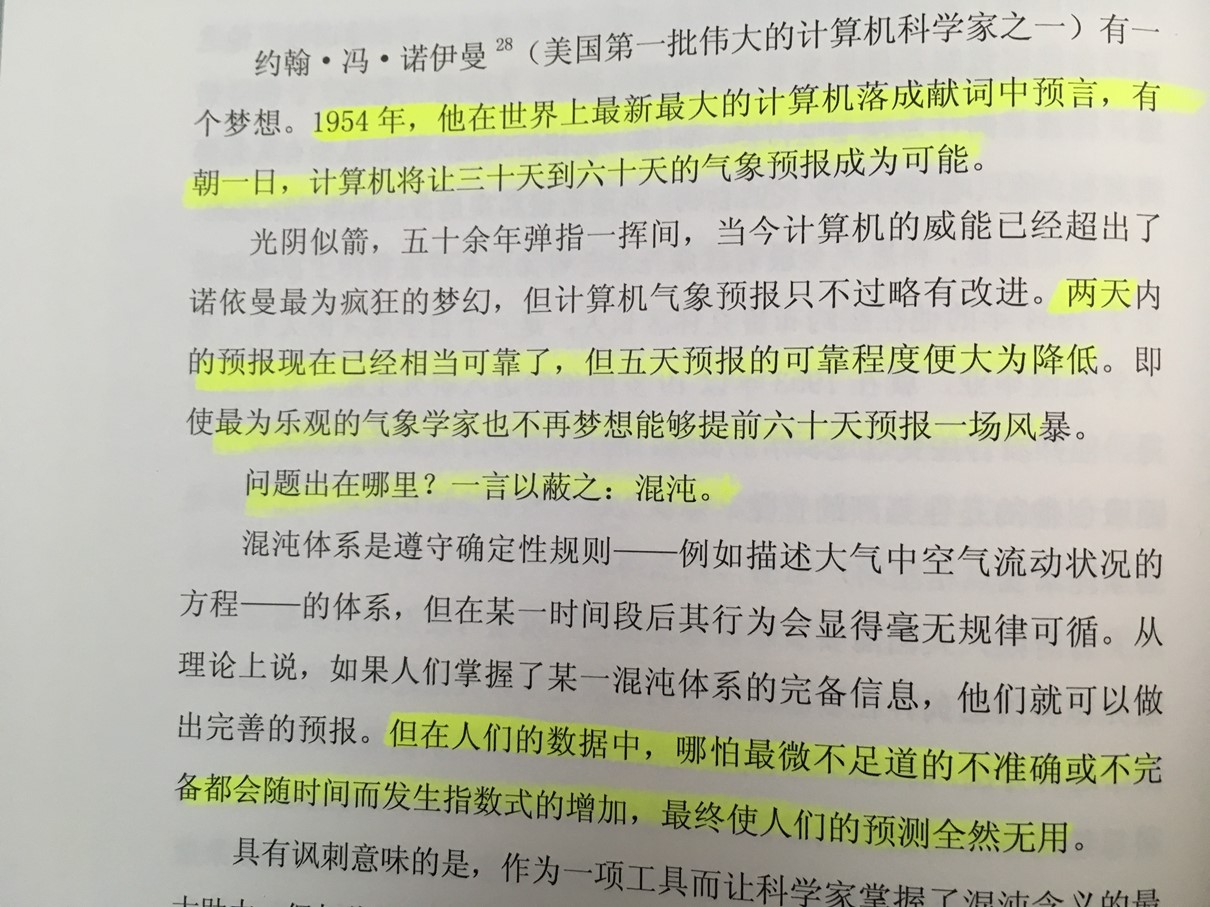 约翰·冯·诺伊曼28（美国第一批伟大的计算机科学家之一）有一
个梦想。1954 年，他在世界上最新最大的计算机落成献词中预言，有
朝一日，计算机将让三十天到六十天的气象预报成为可能。
光阴似箭，五十余年弹指一挥间，当今计算机的威能已经超出了
诺依曼最为疯狂的梦幻，但计算机气象预报只不过略有改进。两天内
的预报现在已经相当可靠了，但五天预报的可靠程度便大为降低。即
使最为乐观的气象学家也不再梦想能够提前六十天预报一场风暴。
问题出在哪里？一言以蔽之：混沌。
混沌体系是遵守确定性规则——例如描述大气中空气流动状况的
方程——的体系，但在某一时间段后其行为会显得毫无规律可循。从
理论上说，如果人们掌握了某一混沌体系的完备信息，他们就可以做
出完善的预报。但在人们的数据中，哪怕最微不足道的不准确或不完
备都会随时间而发生指数式的增加，最终使人们的预测全然无用。
具有讽刺意味的是，作为一项工具而让科学家掌握了混沌含义的最